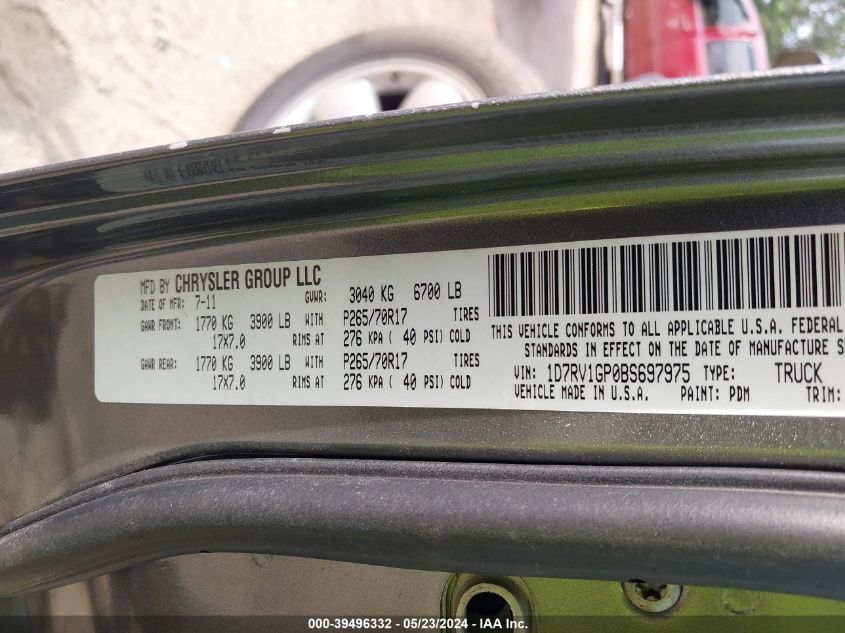 MFD BY CHRYSLER GROUP LLC
DATE OF MFR: 7-11 GVWR: 3040 KG 6700 LB
GAWR FRONT: 1770 KG 3900 LB WITH P265/70R17 TIRES
17X7.0 RIMS AT 276 KPA ( 40 PSI) COLD
GAWR REAR: 1770 KG 3900 LB WITH P265/70R17 TIRES
17X7.0 RIMS AT 276 KPA ( 40 PSI) COLD
THIS VEHICLE CONFORMS TO ALL APPLICABLE U.S.A. FEDERAL
STANDARDS IN EFFECT ON THE DATE OF MANUFACTURE
VIN: 1D7RV1GP0BS697975 TYPE: TRUCK
VEHICLE MADE IN U.S.A. PAINT: PDM TRIM:
000-39496332 - 05/23/2024 - IAA Inc.